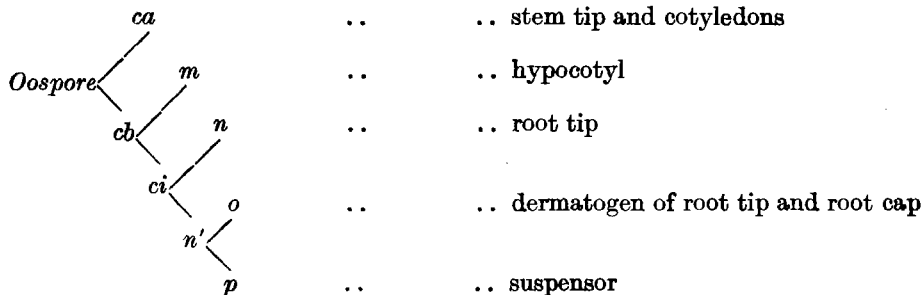 ca .. .. stem tip and cotyledons
Oospore m .. .. hypocotyl
cb n .. .. root tip
ci o .. .. dermatogen of root tip and root cap
n'
p .. .. suspensor